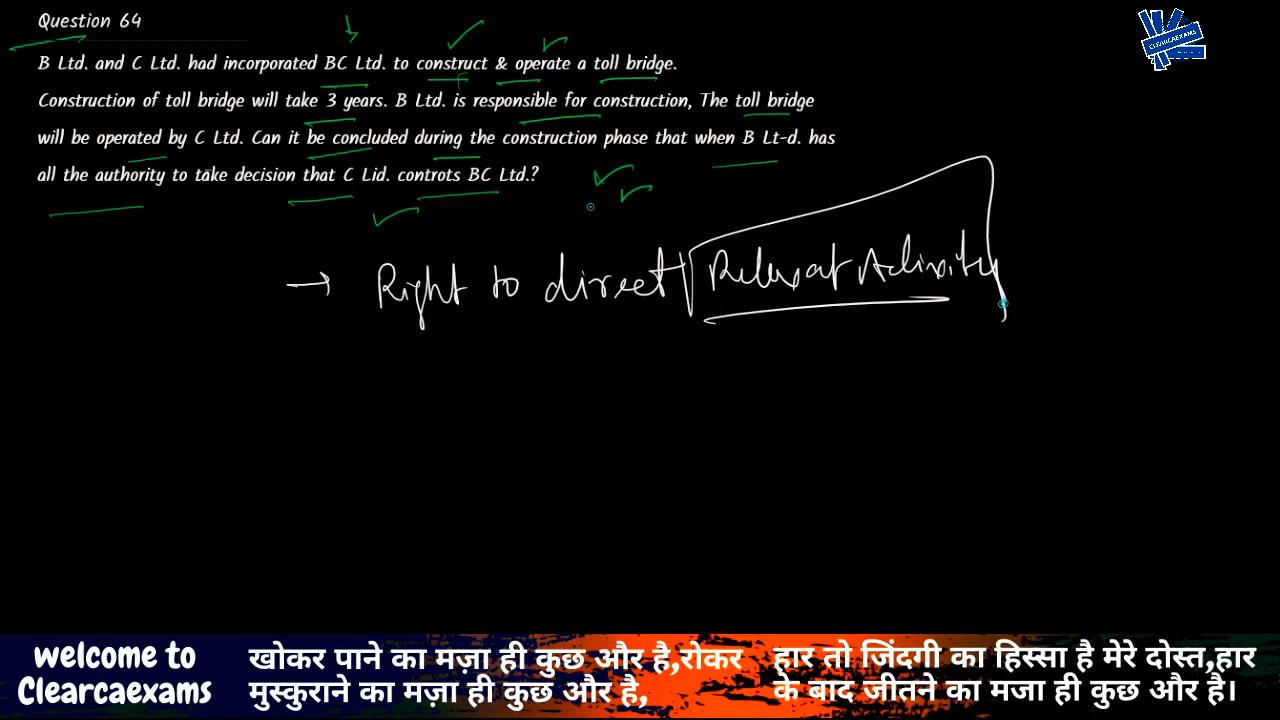 Question 64
CLEARCAEXAMS
B Ltd. and C Ltd. had incorporated BC Ltd. to construct & operate a toll bridge.
Construction of toll bridge will take 3 years. B Ltd. is responsible for construction, The toll bridge
will be operated by C Ltd. Can it be concluded during the construction phase that when B Lt-d. has
all the authority to take decision that C Lid. controts BC Ltd.?
→ Right to direct Relevant Activity
welcome to
Clearcaexams
खोकर पाने का मज़ा ही कुछ और है,रोकर
मुस्कुराने का मज़ा ही कुछ और है,
हार तो जिंदगी का हिस्सा है मेरे दोस्त,हार
के बाद जीतने का मजा ही कुछ और है।